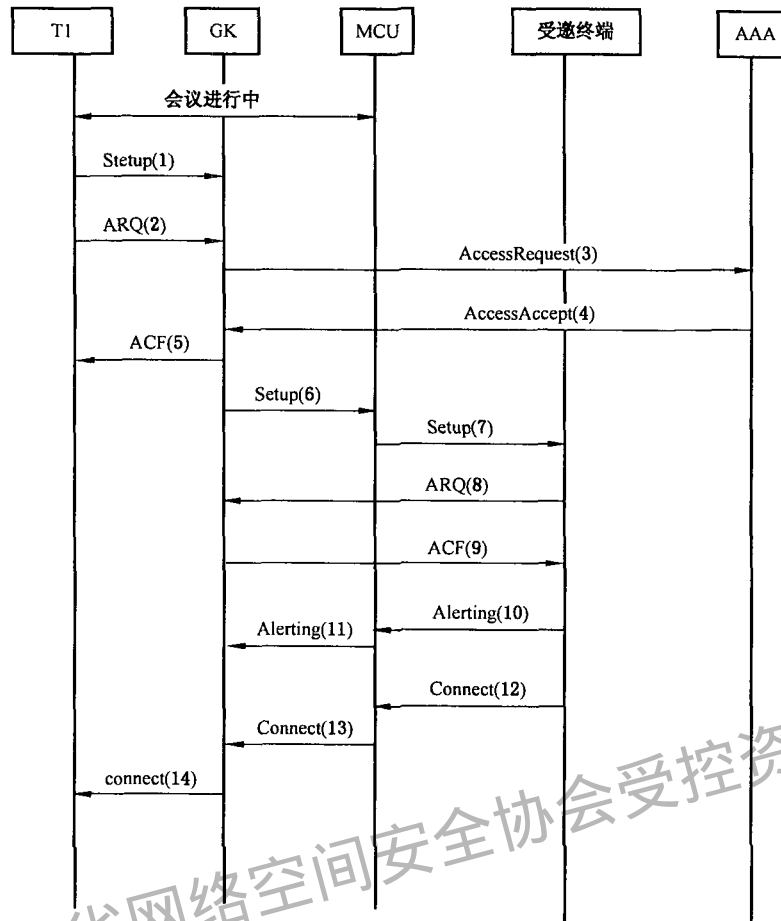 T1 GK MCU 受邀终端 AAA
会议进行中
Stetup(1)
ARQ(2)
AccessRequest(3)
AccessAccept(4)
ACF(5)
Setup(6)
Setup(7)
ARQ(8)
ACF(9)
Alerting(10)
Alerting(11)
Connect(12)
Connect(13)
connect(14)
省网络空间安全协会受控资